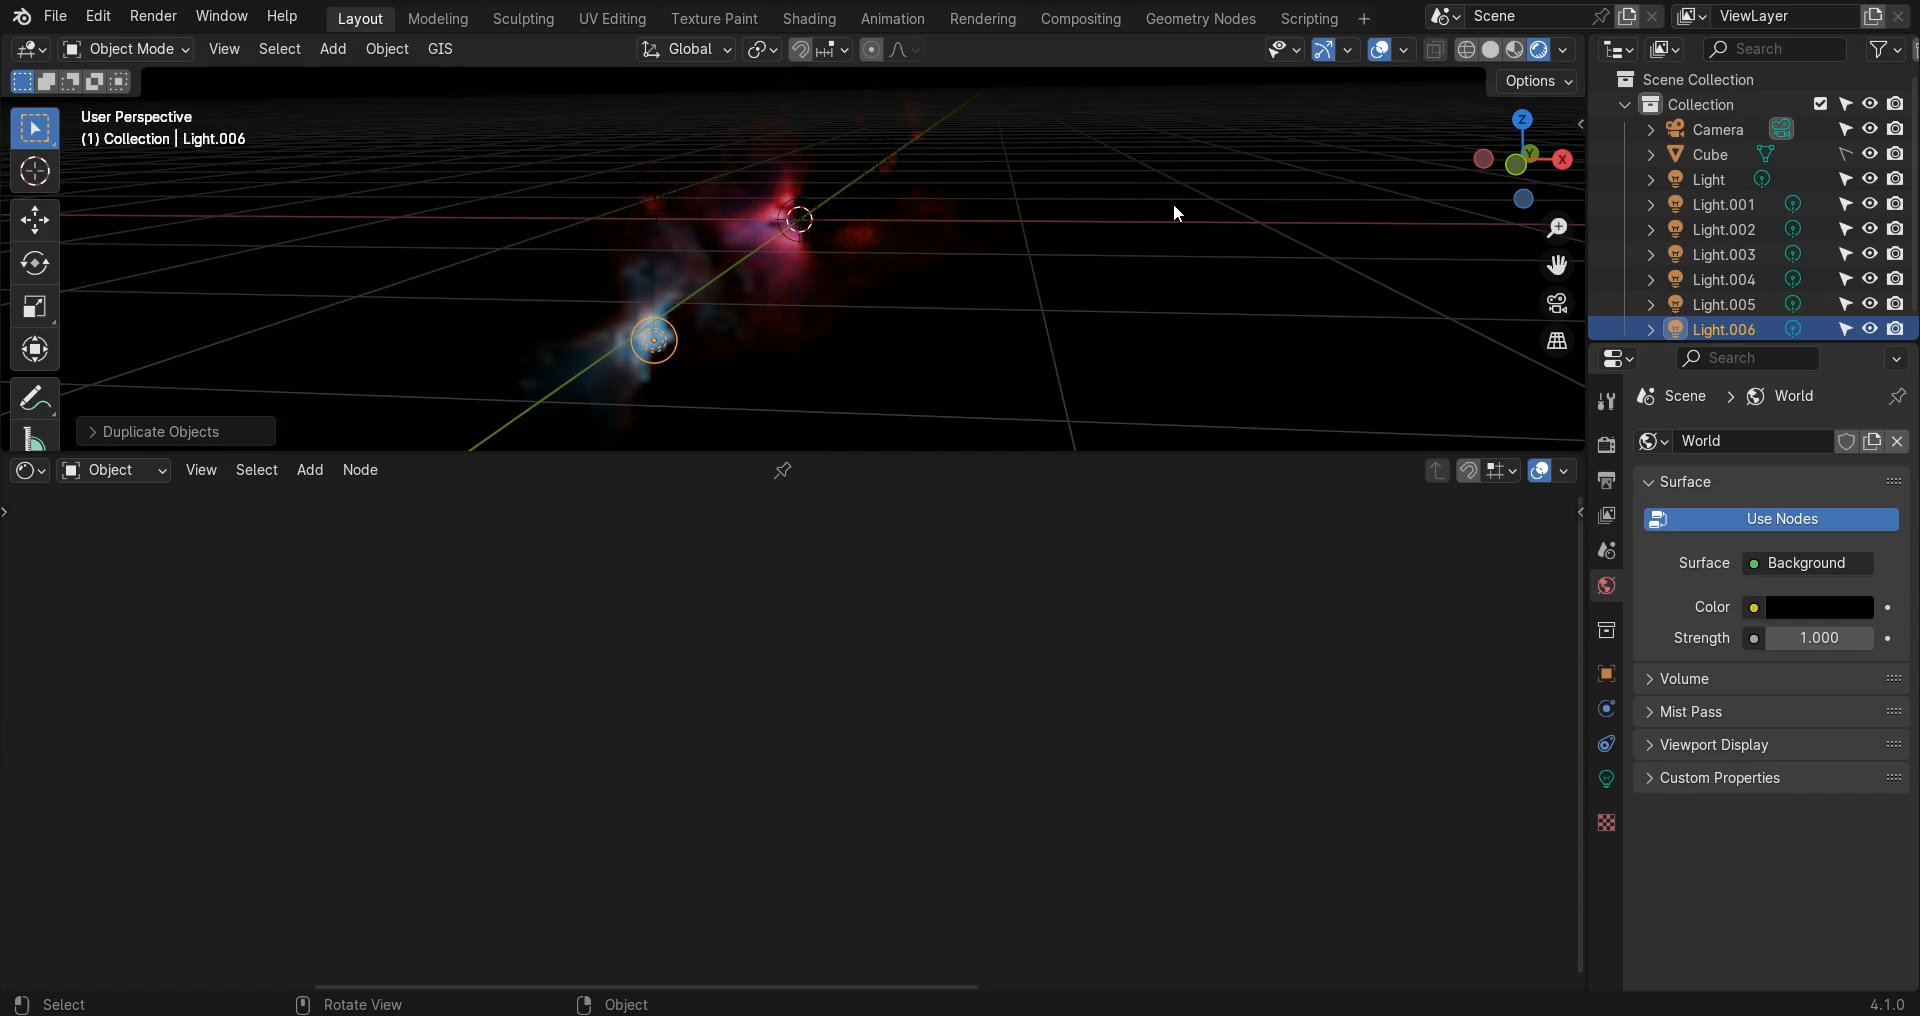 File Edit Render Window Help Layout Modeling Sculpting UV Editing Texture Paint Shading Animation Rendering Compositing Geometry Nodes Scripting + Scene ViewLayer
Object Mode View Select Add Object GIS Global Search
Options
User Perspective
(1) Collection | Light.006
Z
Y
X
Duplicate Objects
Scene Collection
Collection
Camera
Cube
Light
Light.001
Light.002
Light.003
Light.004
Light.005
Light.006
Search
Scene World
World
Surface
Use Nodes
Surface Background
Color
Strength 1.000
Volume
Mist Pass
Viewport Display
Custom Properties
Object View Select Add Node
Select Rotate View Object 4.1.0